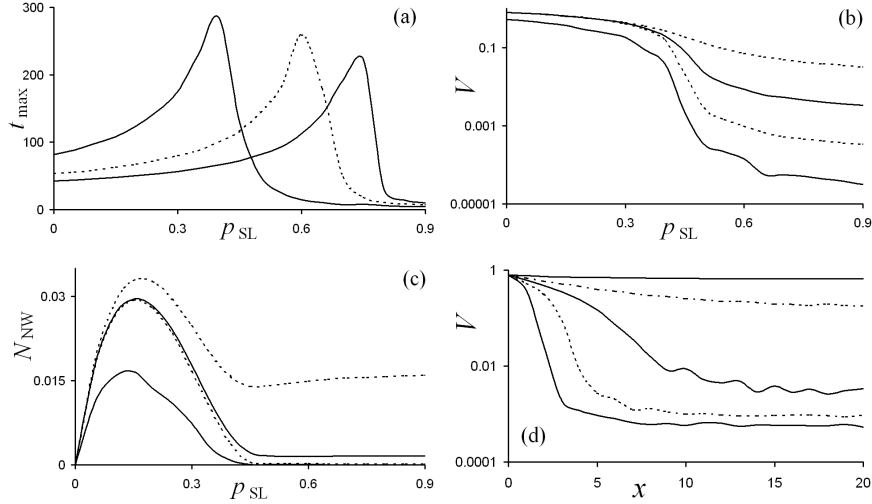 (a)
300
200
100
0
t max
0 0.3 0.6 0.9
p SL
(b)
0.1
0.001
0.00001
V
0 0.3 0.6 0.9
p SL
(c)
0.03
0.015
0
N NW
0 0.3 0.6 0.9
p SL
1
0.01
0.0001
V
(d)
0 5 10 15 20
x